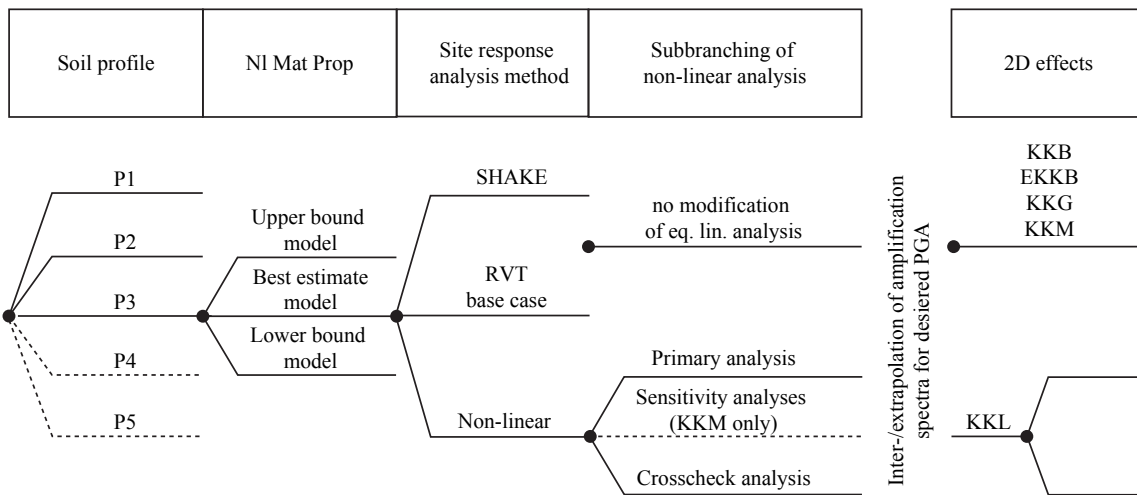 Soil profile
Nl Mat Prop
Site response
analysis method
Subbranching of
non-linear analysis
2D effects
P1
P2
P3
P4
P5
Upper bound
model
Best estimate
model
Lower bound
model
SHAKE
RVT
base case
Non-linear
no modification
of eq. lin. analysis
Primary analysis
Sensitivity analyses
(KKM only)
Crosscheck analysis
Inter-/extrapolation of amplification
spectra for desiered PGA
KKB
EKKB
KKG
KKM
KKL